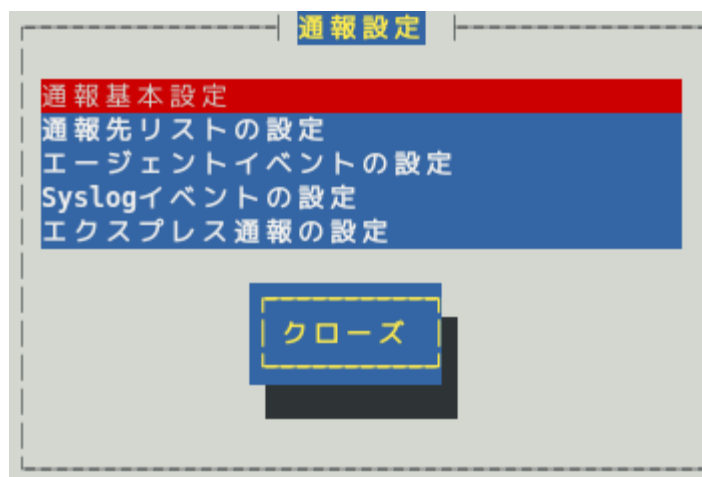 通報設定
通報基本設定
通報先リストの設定
エージェントイベントの設定
Syslogイベントの設定
エクスプレス通報の設定
クローズ